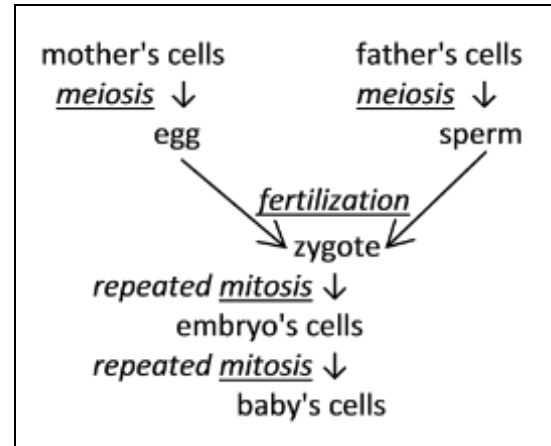 mother's cells father's cells
meiosis ↓ meiosis ↓
egg sperm
fertilization
zygote
repeated mitosis ↓
embryo's cells
repeated mitosis ↓
baby's cells